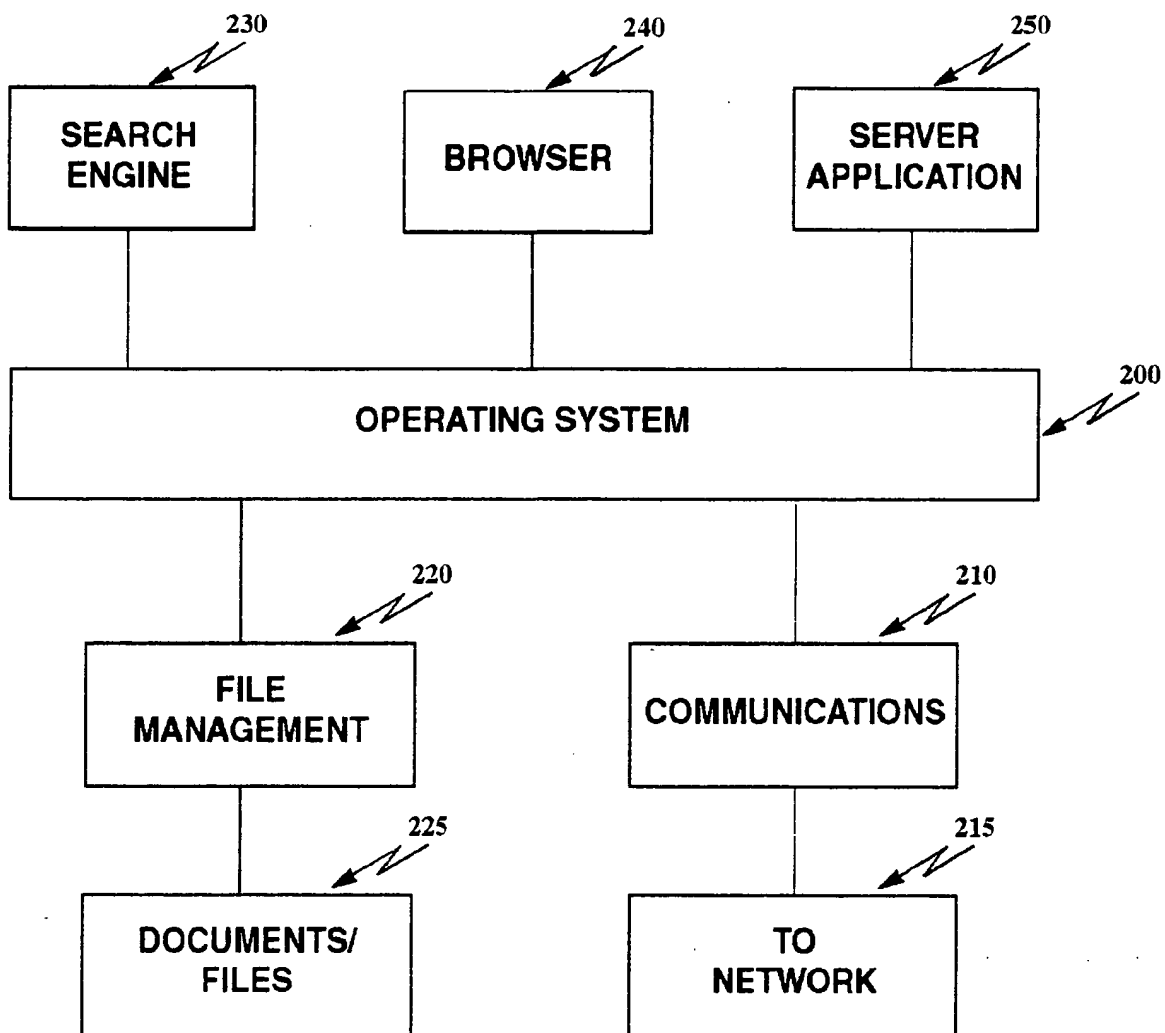 230
240
250
SEARCH
ENGINE
BROWSER
SERVER
APPLICATION
200
OPERATING SYSTEM
220
210
FILE
MANAGEMENT
COMMUNICATIONS
225
215
DOCUMENTS/
FILES
TO
NETWORK